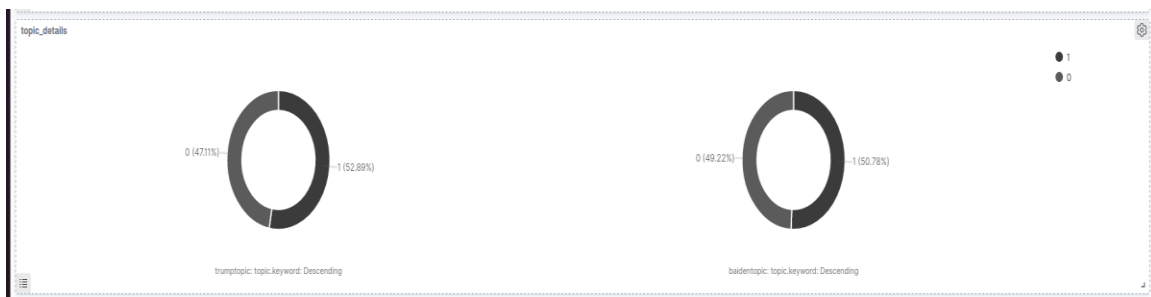 topic_details
1
0
0 (47.11%)
1 (52.89%)
0 (49.22%)
1 (50.78%)
trumptopic: topic.keyword: Descending
baidentopic: topic.keyword: Descending